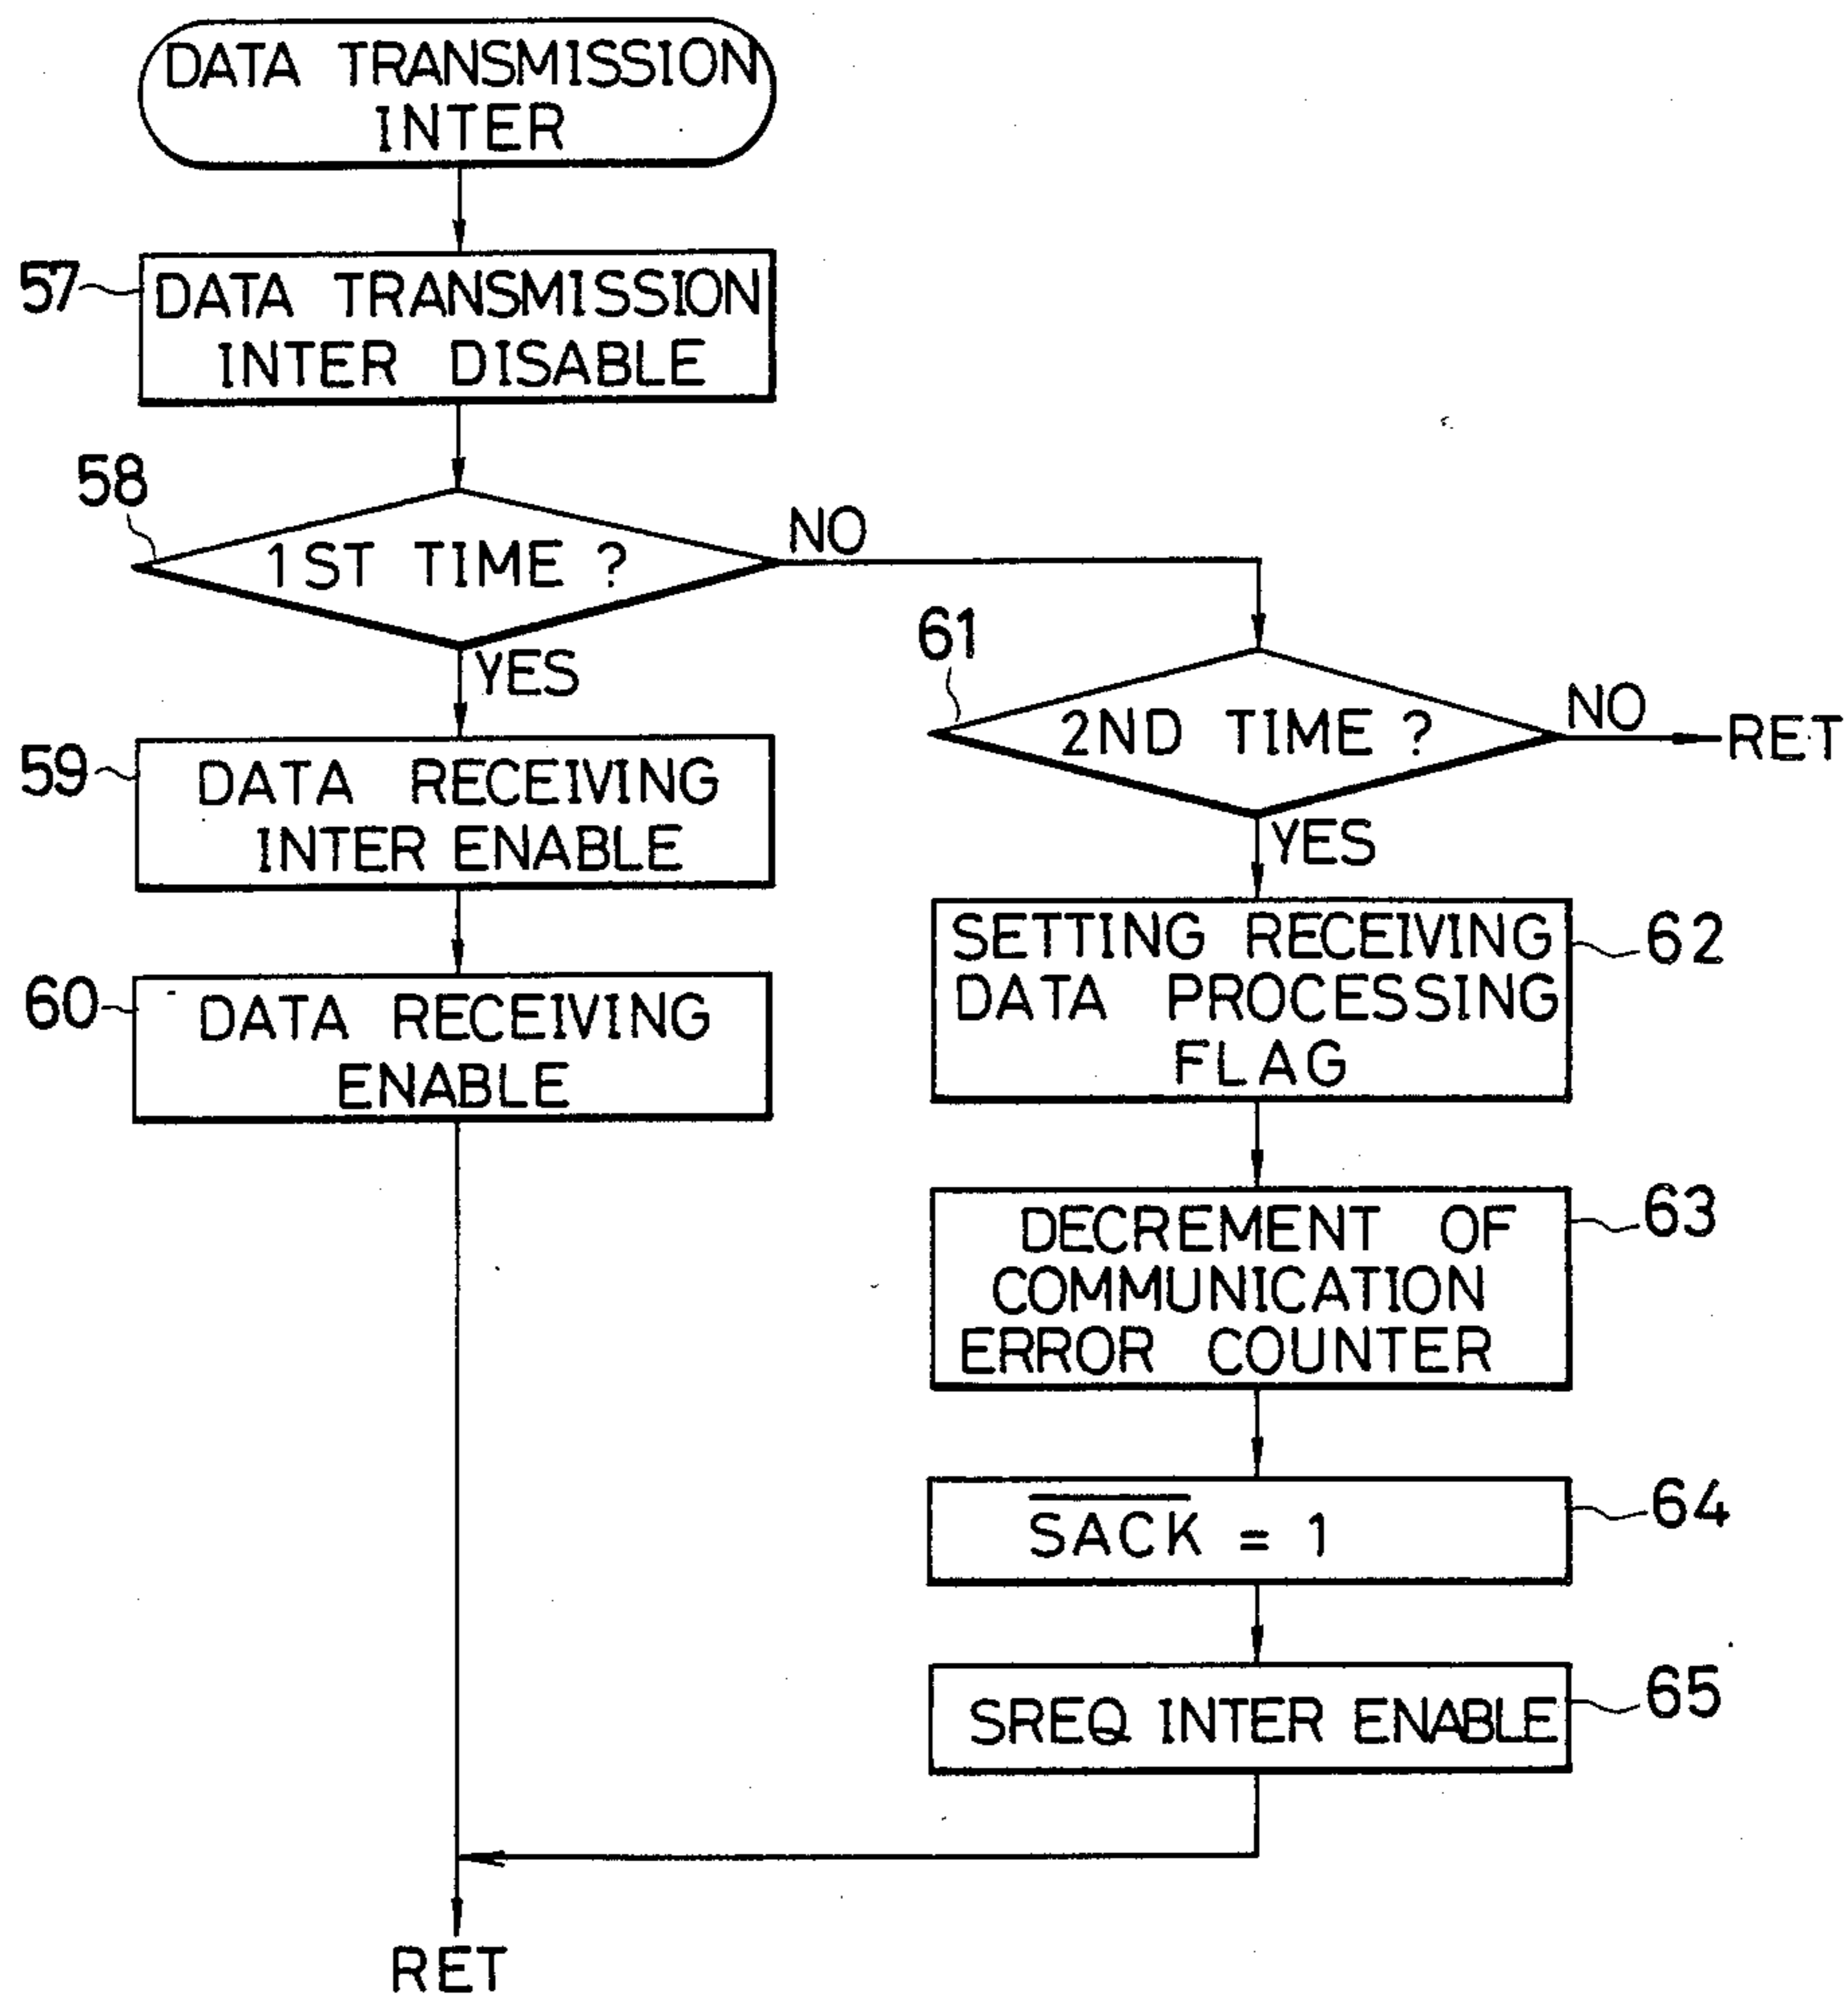 DATA TRANSMISSION
INTER
57
DATA TRANSMISSION
INTER DISABLE
58
1ST TIME ?
NO
YES
59
DATA RECEIVING
INTER ENABLE
60
DATA RECEIVING
ENABLE
61
2ND TIME ?
NO
RET
YES
SETTING RECEIVING
DATA PROCESSING
FLAG
62
DECREMENT OF
COMMUNICATION
ERROR COUNTER
63
S̅A̅C̅K̅ = 1
64
SREQ INTER ENABLE
65
RET